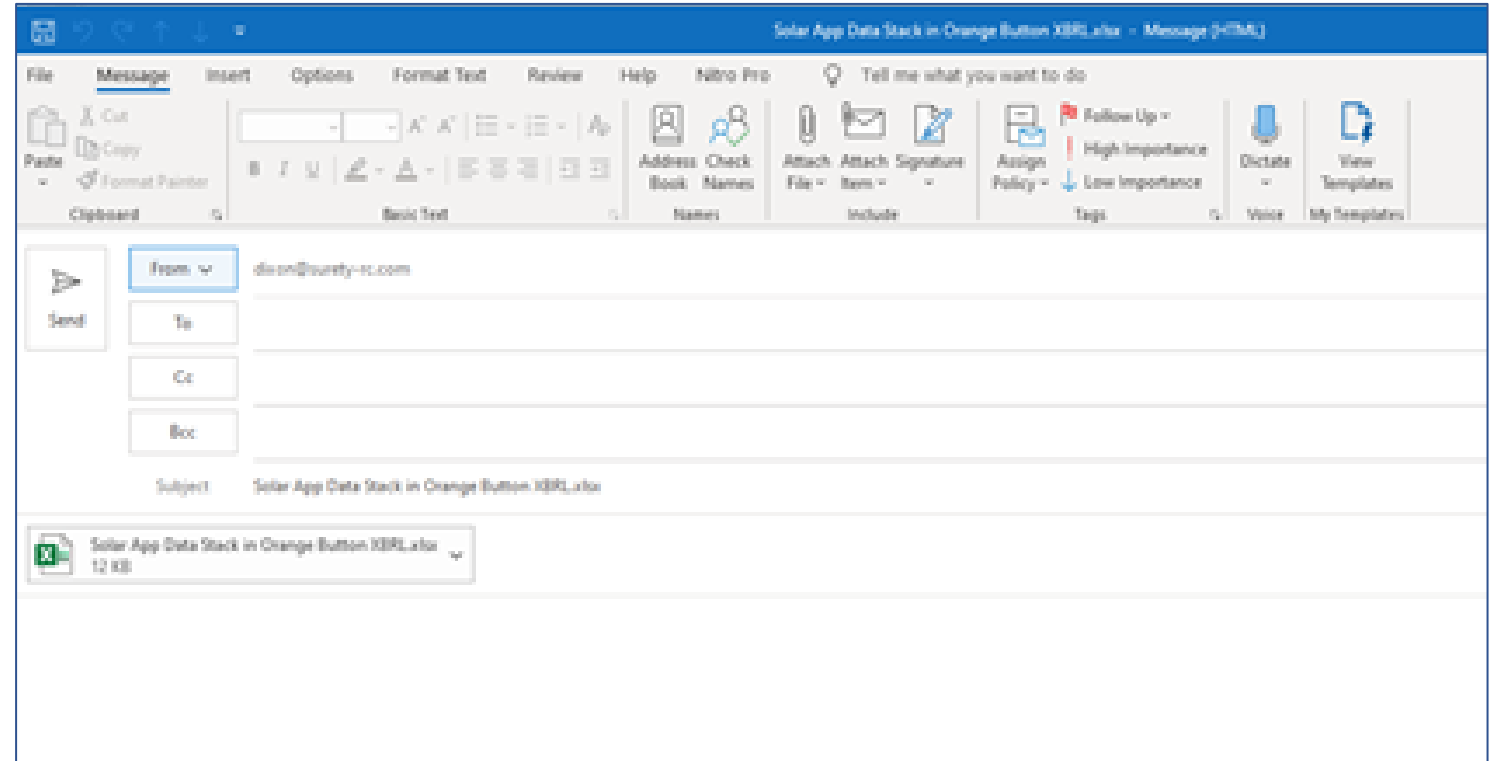 Solar App Data Stack in Orange Button XBRL.xlsx - Message (HTML)
File Message Insert Options Format Text Review Help Nitro Pro Tell me what you want to do
Paste
Cut
Copy
Format Painter
Clipboard
B I U
Basic Text
Address Book
Check Names
Names
Attach File
Attach Item
Signature
Include
Assign Policy
Follow Up
High Importance
Low Importance
Tags
Dictate
Voice
View Templates
My Templates
Send
From
@surety-rc.com
To
Cc
Bcc
Subject Solar App Data Stack in Orange Button XBRL.xlsx
Solar App Data Stack in Orange Button XBRL.xlsx
12 KB